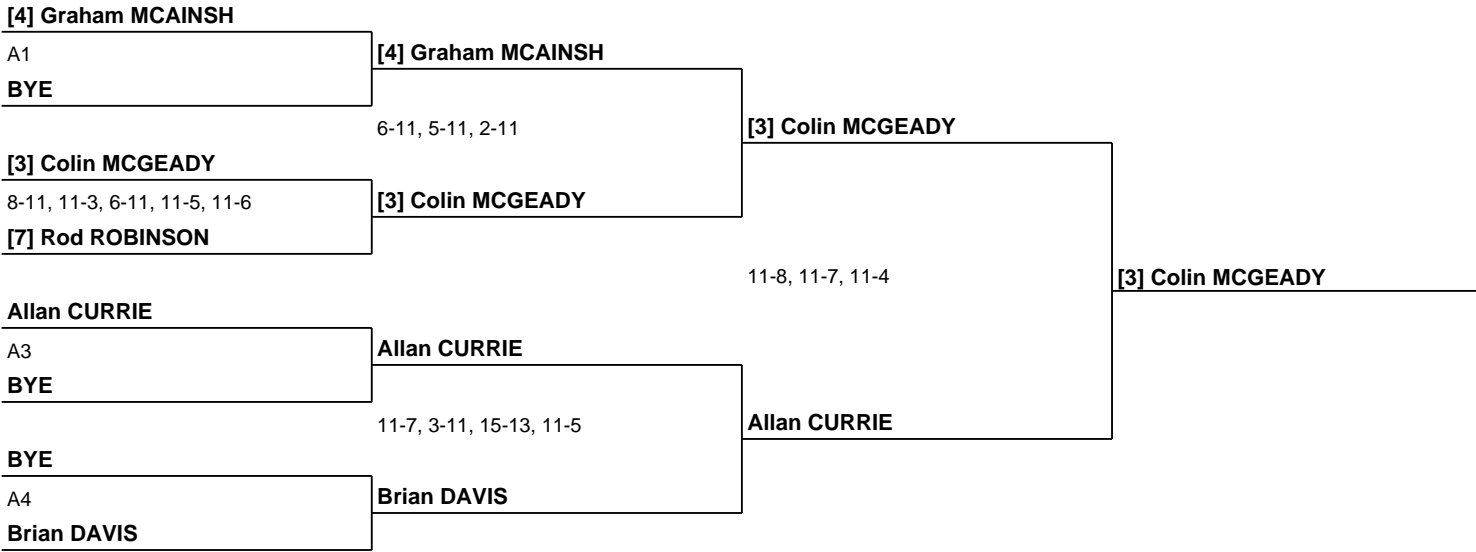 [4] Graham MCAINSH
A1
[4] Graham MCAINSH
BYE
6-11, 5-11, 2-11
[3] Colin MCGEADY
[3] Colin MCGEADY
8-11, 11-3, 6-11, 11-5, 11-6
[3] Colin MCGEADY
[7] Rod ROBINSON
11-8, 11-7, 11-4
[3] Colin MCGEADY
Allan CURRIE
A3
Allan CURRIE
BYE
11-7, 3-11, 15-13, 11-5
Allan CURRIE
BYE
A4
Brian DAVIS
Brian DAVIS